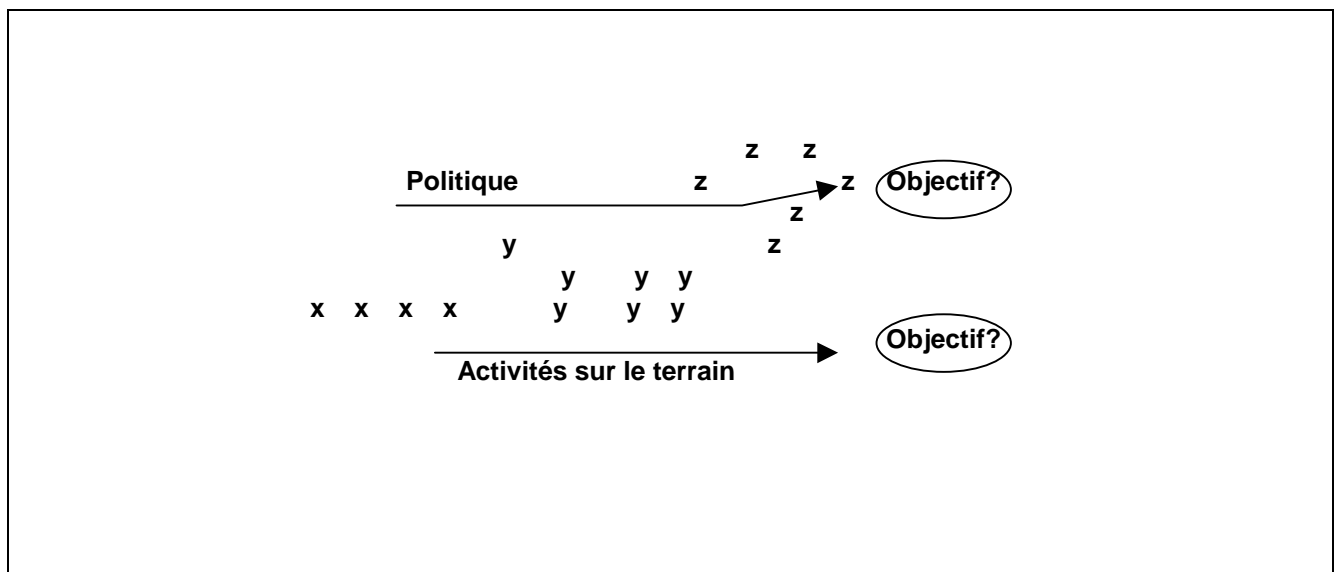 z z
Politique z z Objectif?
z
y z
y y y
x x x x y y y
Objectif?
Activités sur le terrain